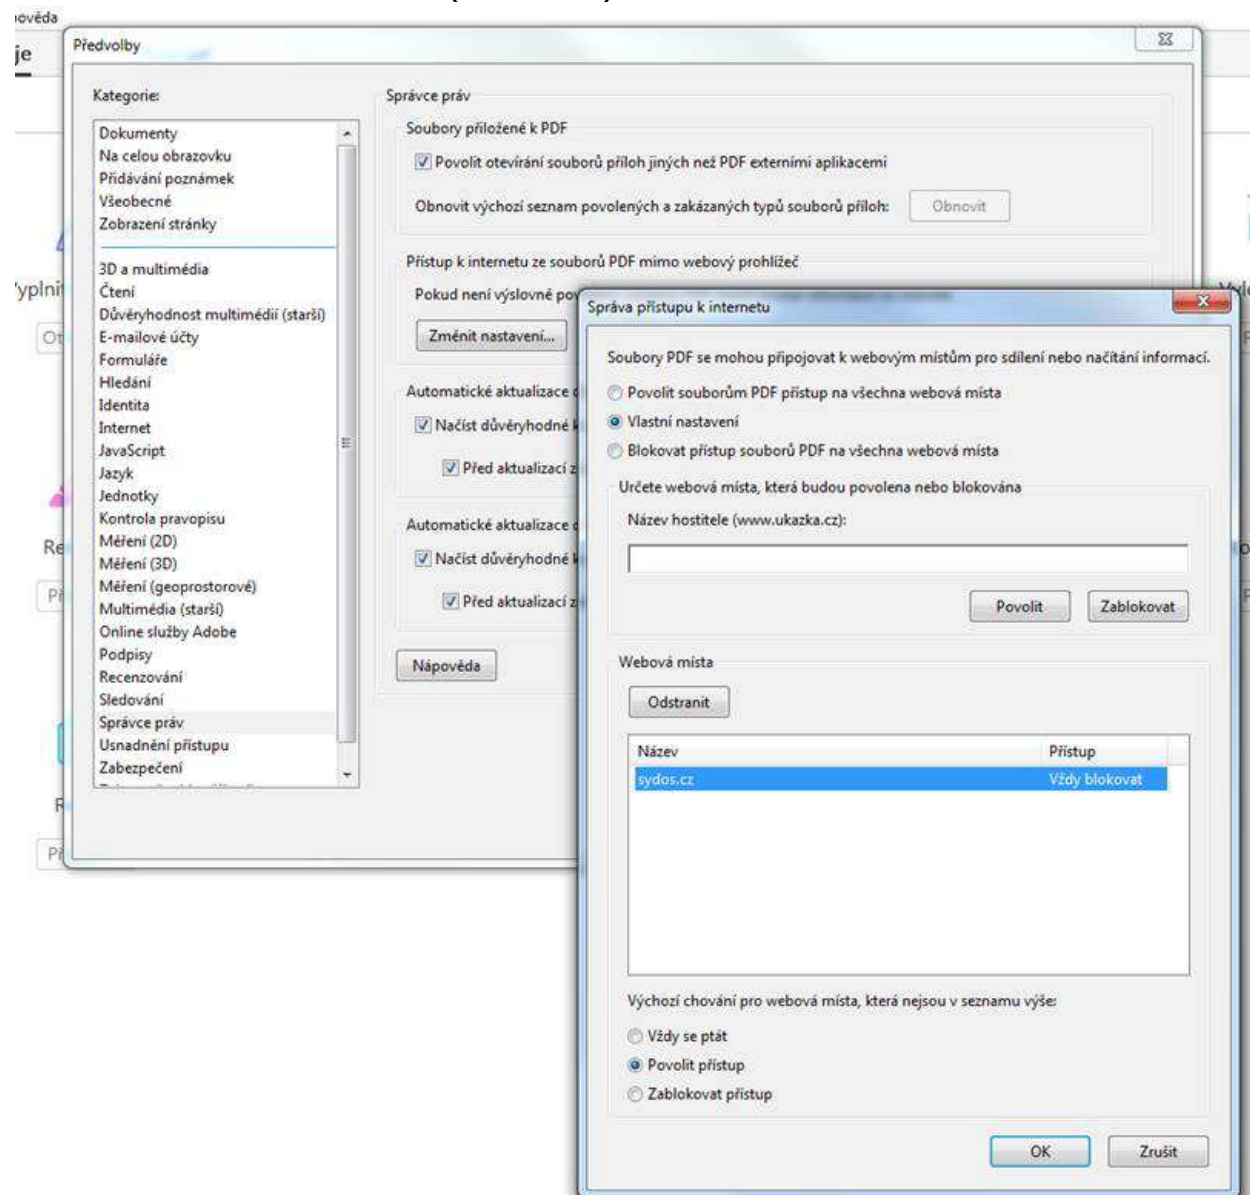 ověda
je
Předvolby
Kategorie:
Dokumenty
Na celou obrazovku
Přidávání poznámek
Všeobecné
Zobrazení stránky
3D a multimédia
Čtení
Důvěryhodnost multimédií (starší)
E-mailové účty
Formuláře
Hledání
Identita
Internet
JavaScript
Jazyk
Jednotky
Kontrola pravopisu
Měření (2D)
Měření (3D)
Měření (geoprostorové)
Multimédia (starší)
Online služby Adobe
Podpisy
Recenzování
Sledování
Správce práv
Usnadnění přístupu
Zabezpečení
Správce práv
Soubory přiložené k PDF
Povolit otevírání souborů příloh jiných než PDF externími aplikacemi
Obnovit výchozí seznam povolených a zakázaných typů souborů příloh: Obnovit
Přístup k internetu ze souborů PDF mimo webový prohlížeč
Pokud není výslovně pov
Změnit nastavení...
Automatické aktualizace
Načíst důvěryhodné k
Před aktualizací z
Automatické aktualizace
Načíst důvěryhodné k
Před aktualizací z
Nápověda
Správa přístupu k internetu
Soubory PDF se mohou připojovat k webovým místům pro sdílení nebo načítání informací.
Povolit souborům PDF přístup na všechna webová místa
Vlastní nastavení
Blokovat přístup souborů PDF na všechna webová místa
Určete webová místa, která budou povolena nebo blokována
Název hostitele (www.ukazka.cz):
Povolit Zablokovat
Webová místa
Odstranit
Název Přístup
sydos.cz Vždy blokovat
Výchozí chování pro webová místa, která nejsou v seznamu výše:
Vždy se ptát
Povolit přístup
Zablokovat přístup
OK Zrušit
yplnit
Ot
Re
Př
R
Př